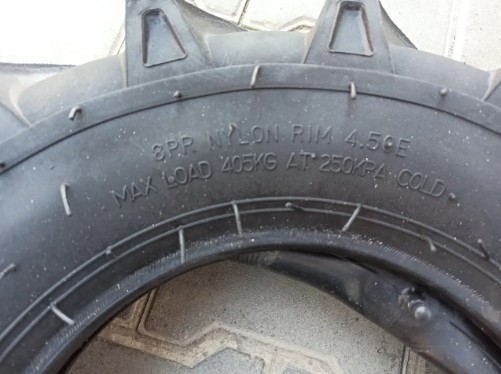 8PR NYLON RIM 4.50E
MAX LOAD 405KG AT 250KPA COLD